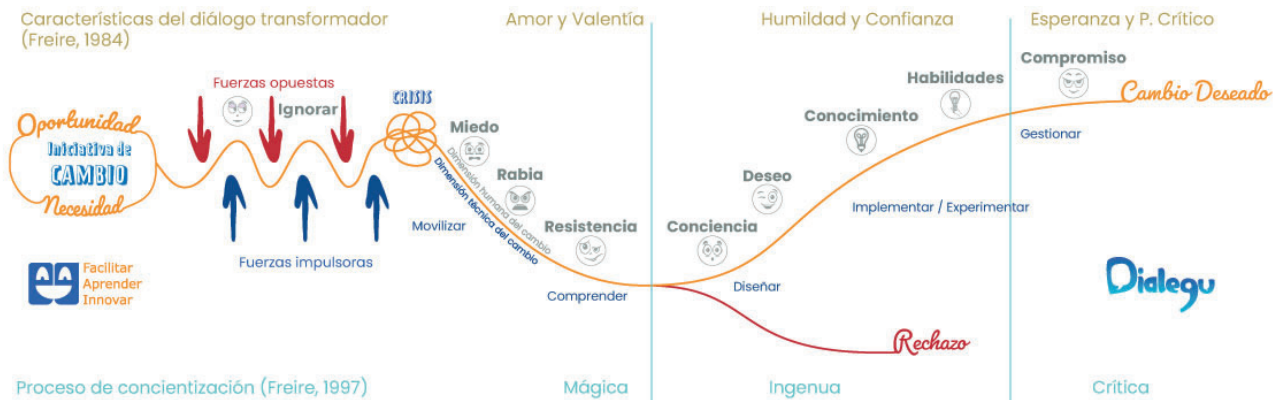 Características del diálogo transformador
(Freire, 1984)
Amor y Valentía
Humildad y Confianza
Esperanza y P. Crítico
Oportunidad
Iniciativa de
CAMBIO
Necesidad
Fuerzas opuestas
Ignorar
Fuerzas impulsoras
CRISIS
Miedo
Rabia
Resistencia
Dimensión humana del cambio
Dimensión técnica del cambio
Movilizar
Comprender
Conciencia
Deseo
Conocimiento
Habilidades
Diseñar
Implementar / Experimentar
Rechazo
Compromiso
Cambio Deseado
Gestionar
Facilitar
Aprender
Innovar
Dialegu
Proceso de concientización (Freire, 1997)
Mágica
Ingenua
Crítica